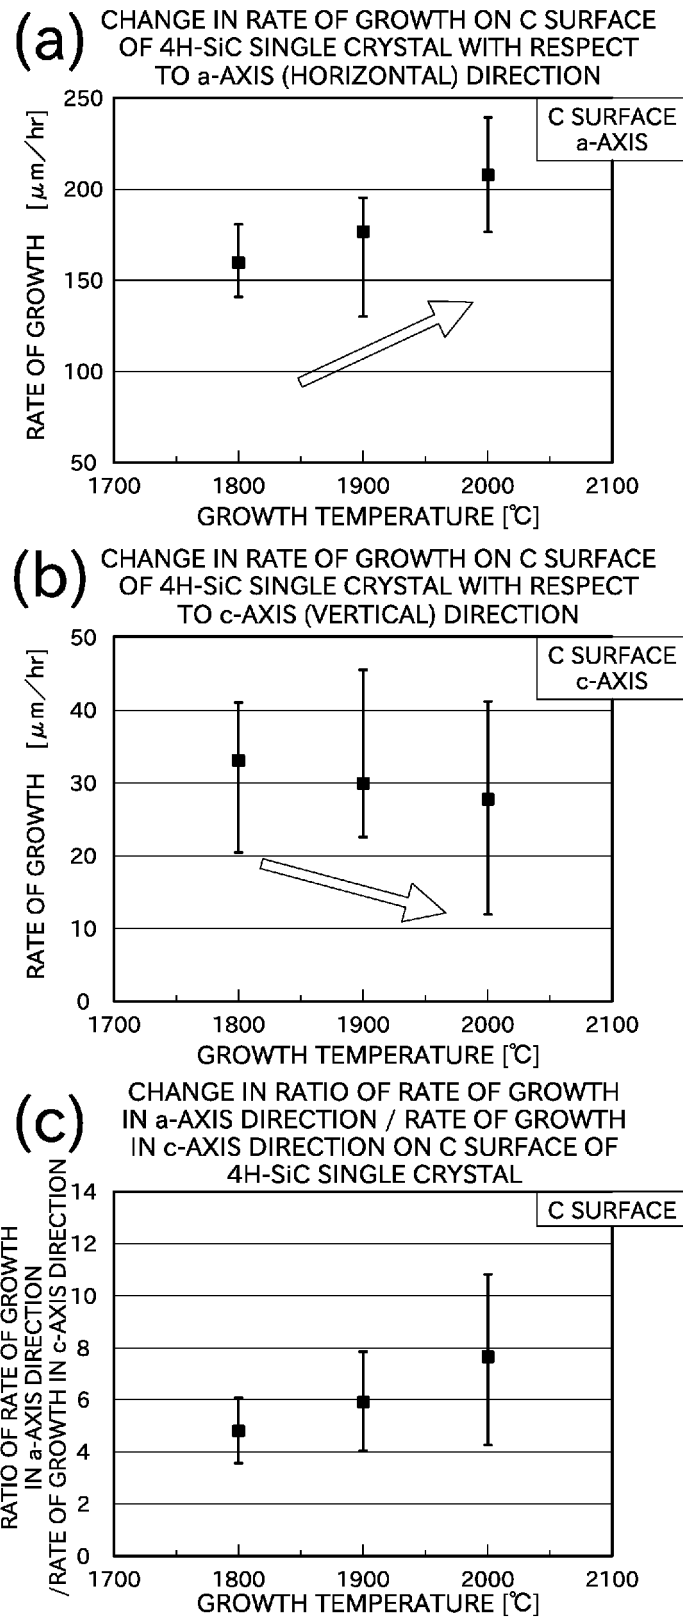 (a) CHANGE IN RATE OF GROWTH ON C SURFACE
OF 4H-SiC SINGLE CRYSTAL WITH RESPECT
TO a-AXIS (HORIZONTAL) DIRECTION
C SURFACE
a-AXIS
RATE OF GROWTH [μm/hr]
250
200
150
100
50
1700 1800 1900 2000 2100
GROWTH TEMPERATURE [℃]
(b) CHANGE IN RATE OF GROWTH ON C SURFACE
OF 4H-SiC SINGLE CRYSTAL WITH RESPECT
TO c-AXIS (VERTICAL) DIRECTION
C SURFACE
c-AXIS
RATE OF GROWTH [μm/hr]
50
40
30
20
10
0
1700 1800 1900 2000 2100
GROWTH TEMPERATURE [℃]
(c) CHANGE IN RATIO OF RATE OF GROWTH
IN a-AXIS DIRECTION / RATE OF GROWTH
IN c-AXIS DIRECTION ON C SURFACE OF
4H-SiC SINGLE CRYSTAL
C SURFACE
RATIO OF RATE OF GROWTH
IN a-AXIS DIRECTION
/RATE OF GROWTH IN c-AXIS DIRECTION
14
12
10
8
6
4
2
0
1700 1800 1900 2000 2100
GROWTH TEMPERATURE [℃]